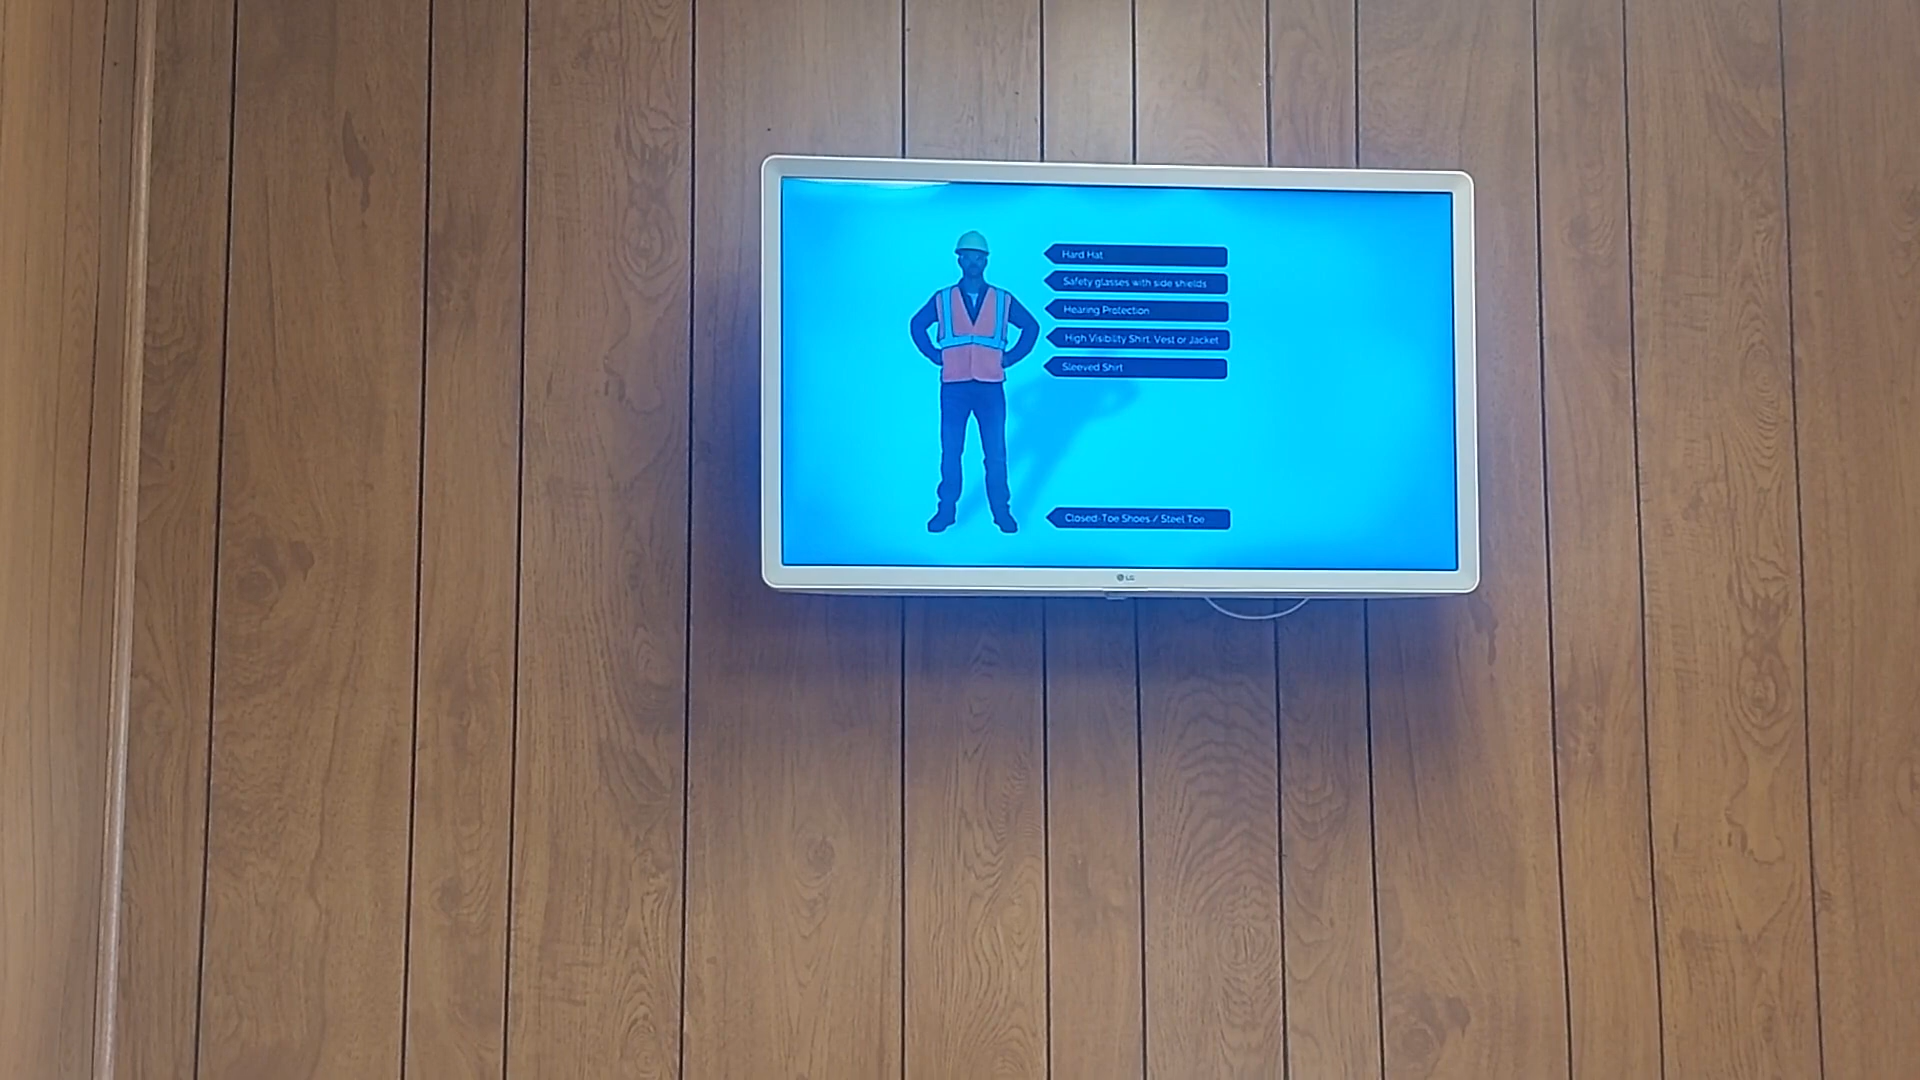 Hard Hat
Safety glasses with side shields
Hearing Protection
High Visibility Shirt, Vest or Jacket
Sleeved Shirt
Closed-Toe Shoes / Steel Toe
LG